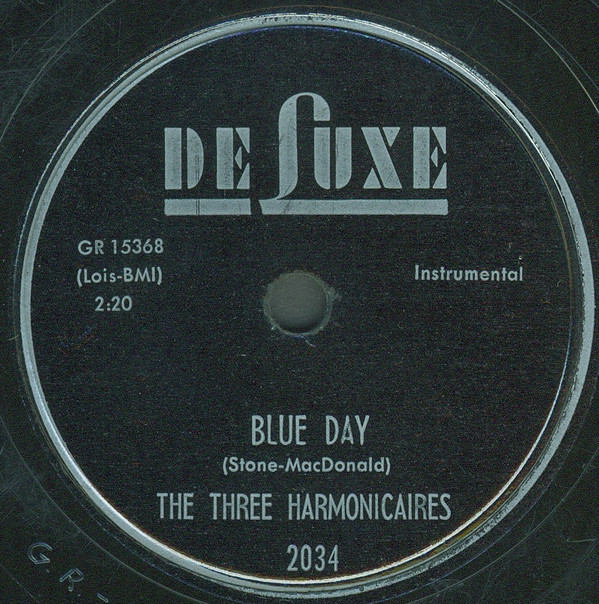 DE LUXE
GR 15368
(Lois-BMI)
2:20
Instrumental
BLUE DAY
(Stone-MacDonald)
THE THREE HARMONICAIRES
2034
G.R.-